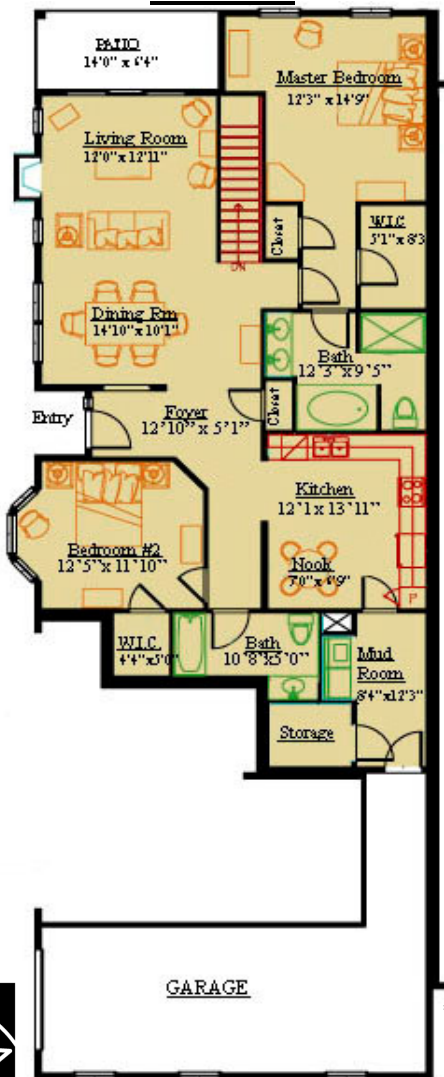 PATIO
14'0" x 6'4"
Master Bedroom
12'3" x 14'9"
Living Room
12'0" x 12'11"
Closet
W.I.C
5'1" x 8'3
DN
Dining Rm
14'10" x 10'1"
Bath
12'3"x 9'5"
Entry
Foyer
12'10" x 5'1"
Closet
Kitchen
12'1 x 13'11"
Bedroom #2
12'5"x 11'10"
Nook
7'0" x 6'9"
P
W.I.C.
4'4"x5'0"
Bath
10'8"x5'0"
Mud
Room
8'4"x12'3"
Storage
GARAGE